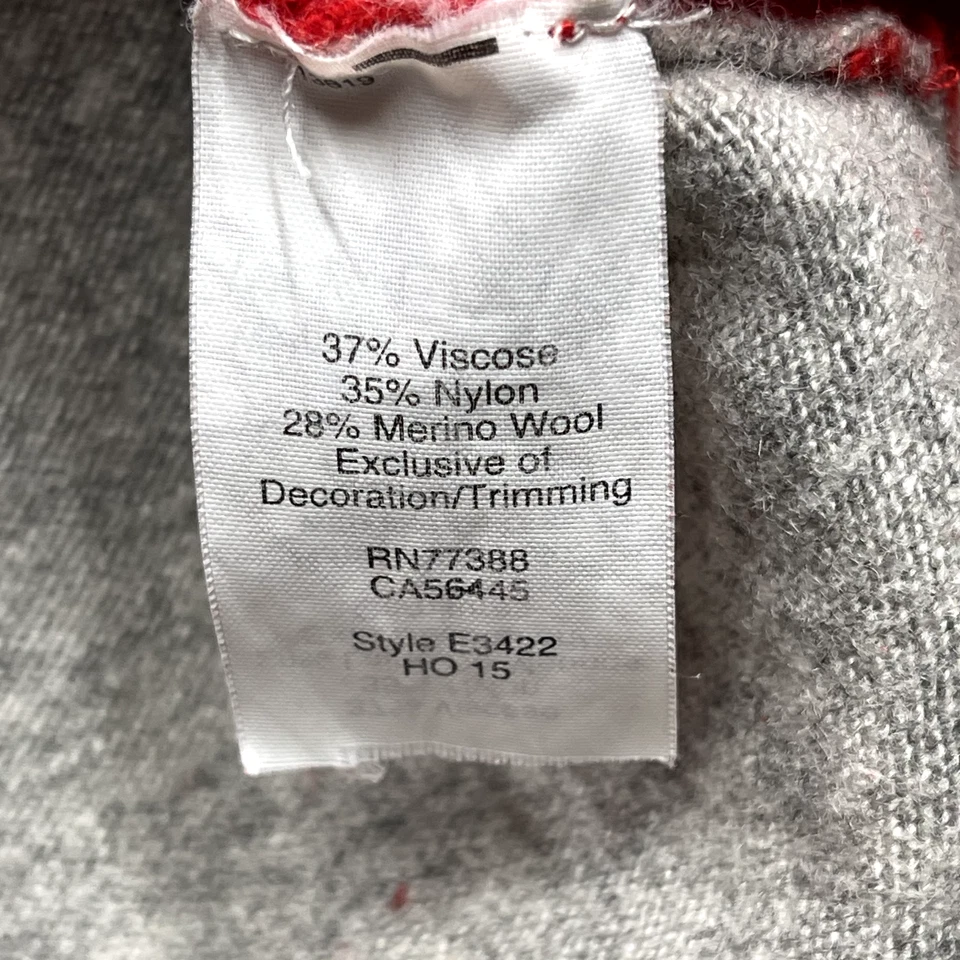 37% Viscose
35% Nylon
28% Merino Wool
Exclusive of
Decoration/Trimming
RN77388
CA56445
Style E3422
HO 15